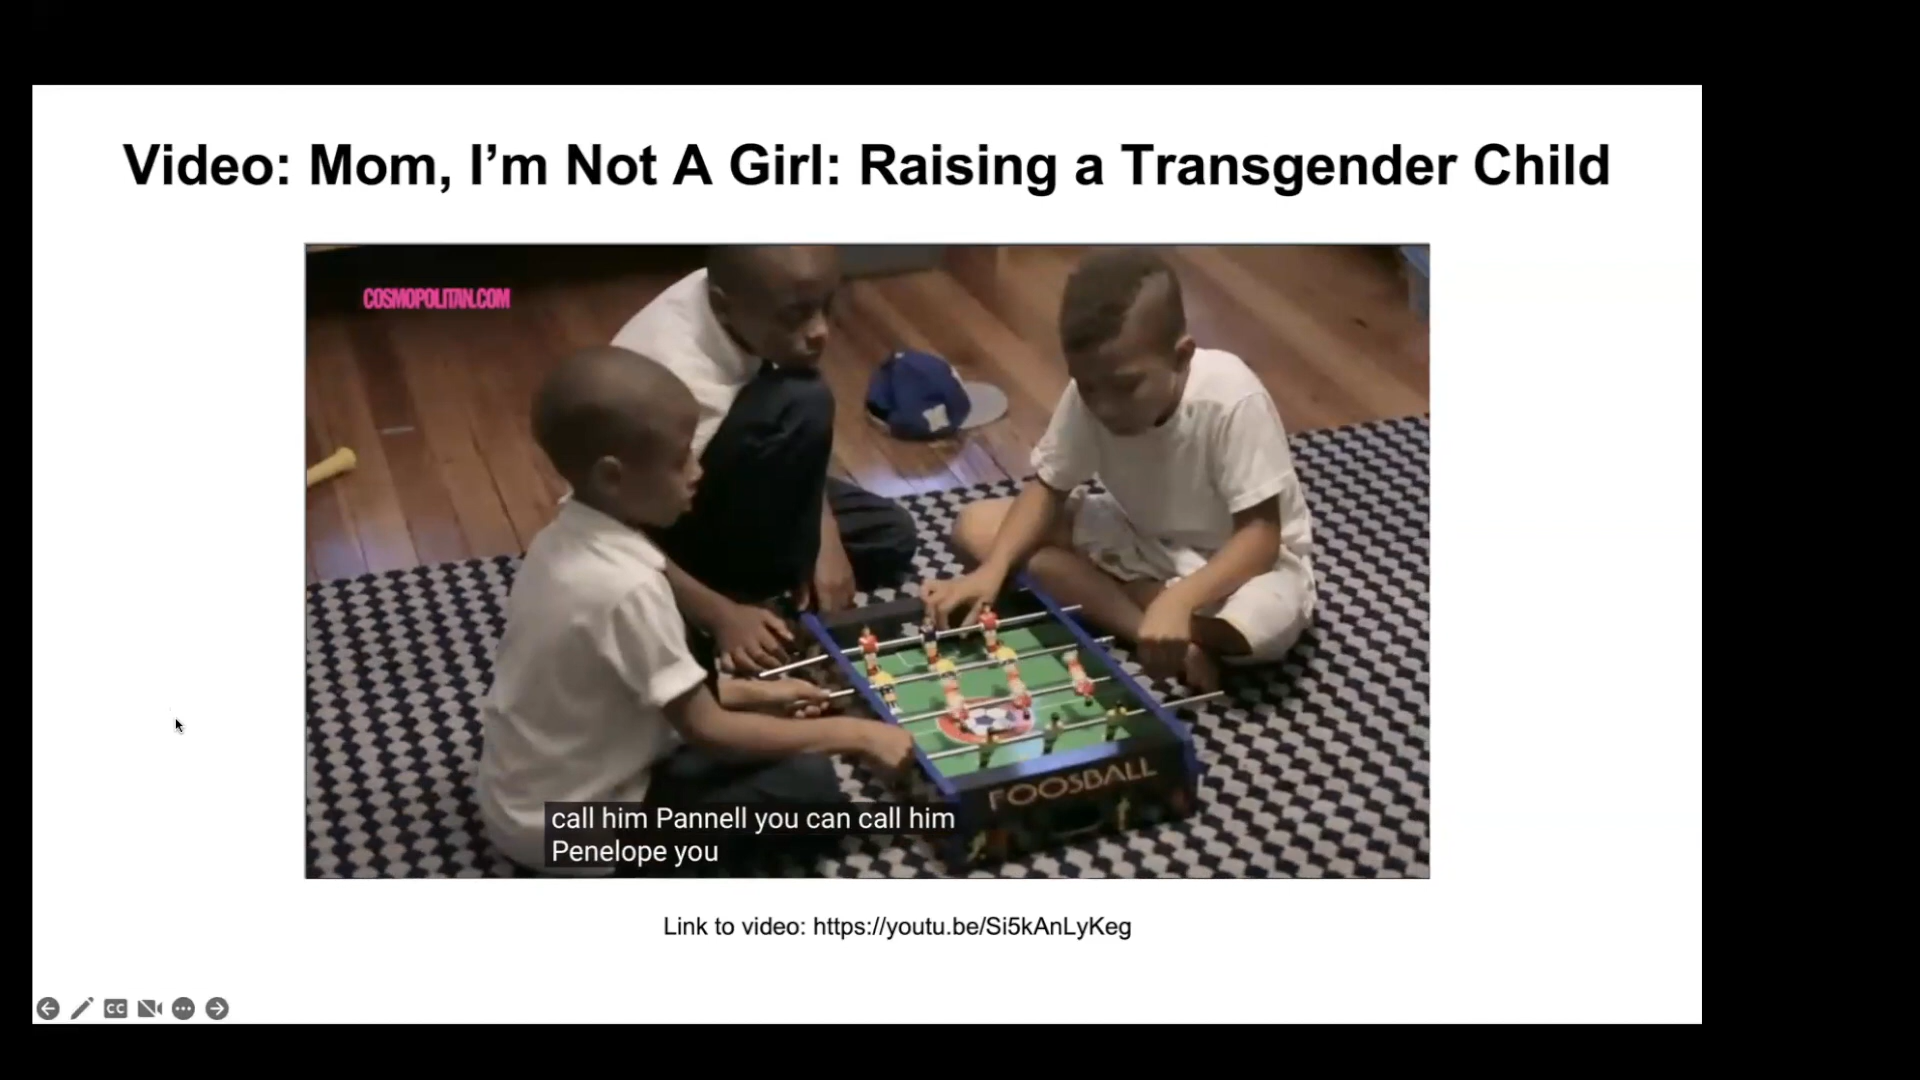 Video: Mom, I’m Not A Girl: Raising a Transgender Child
COSMOPOLITAN.COM
FOOSBALL
call him Pannell you can call him
Penelope you
Link to video: https://youtu.be/Si5kAnLyKeg
CC